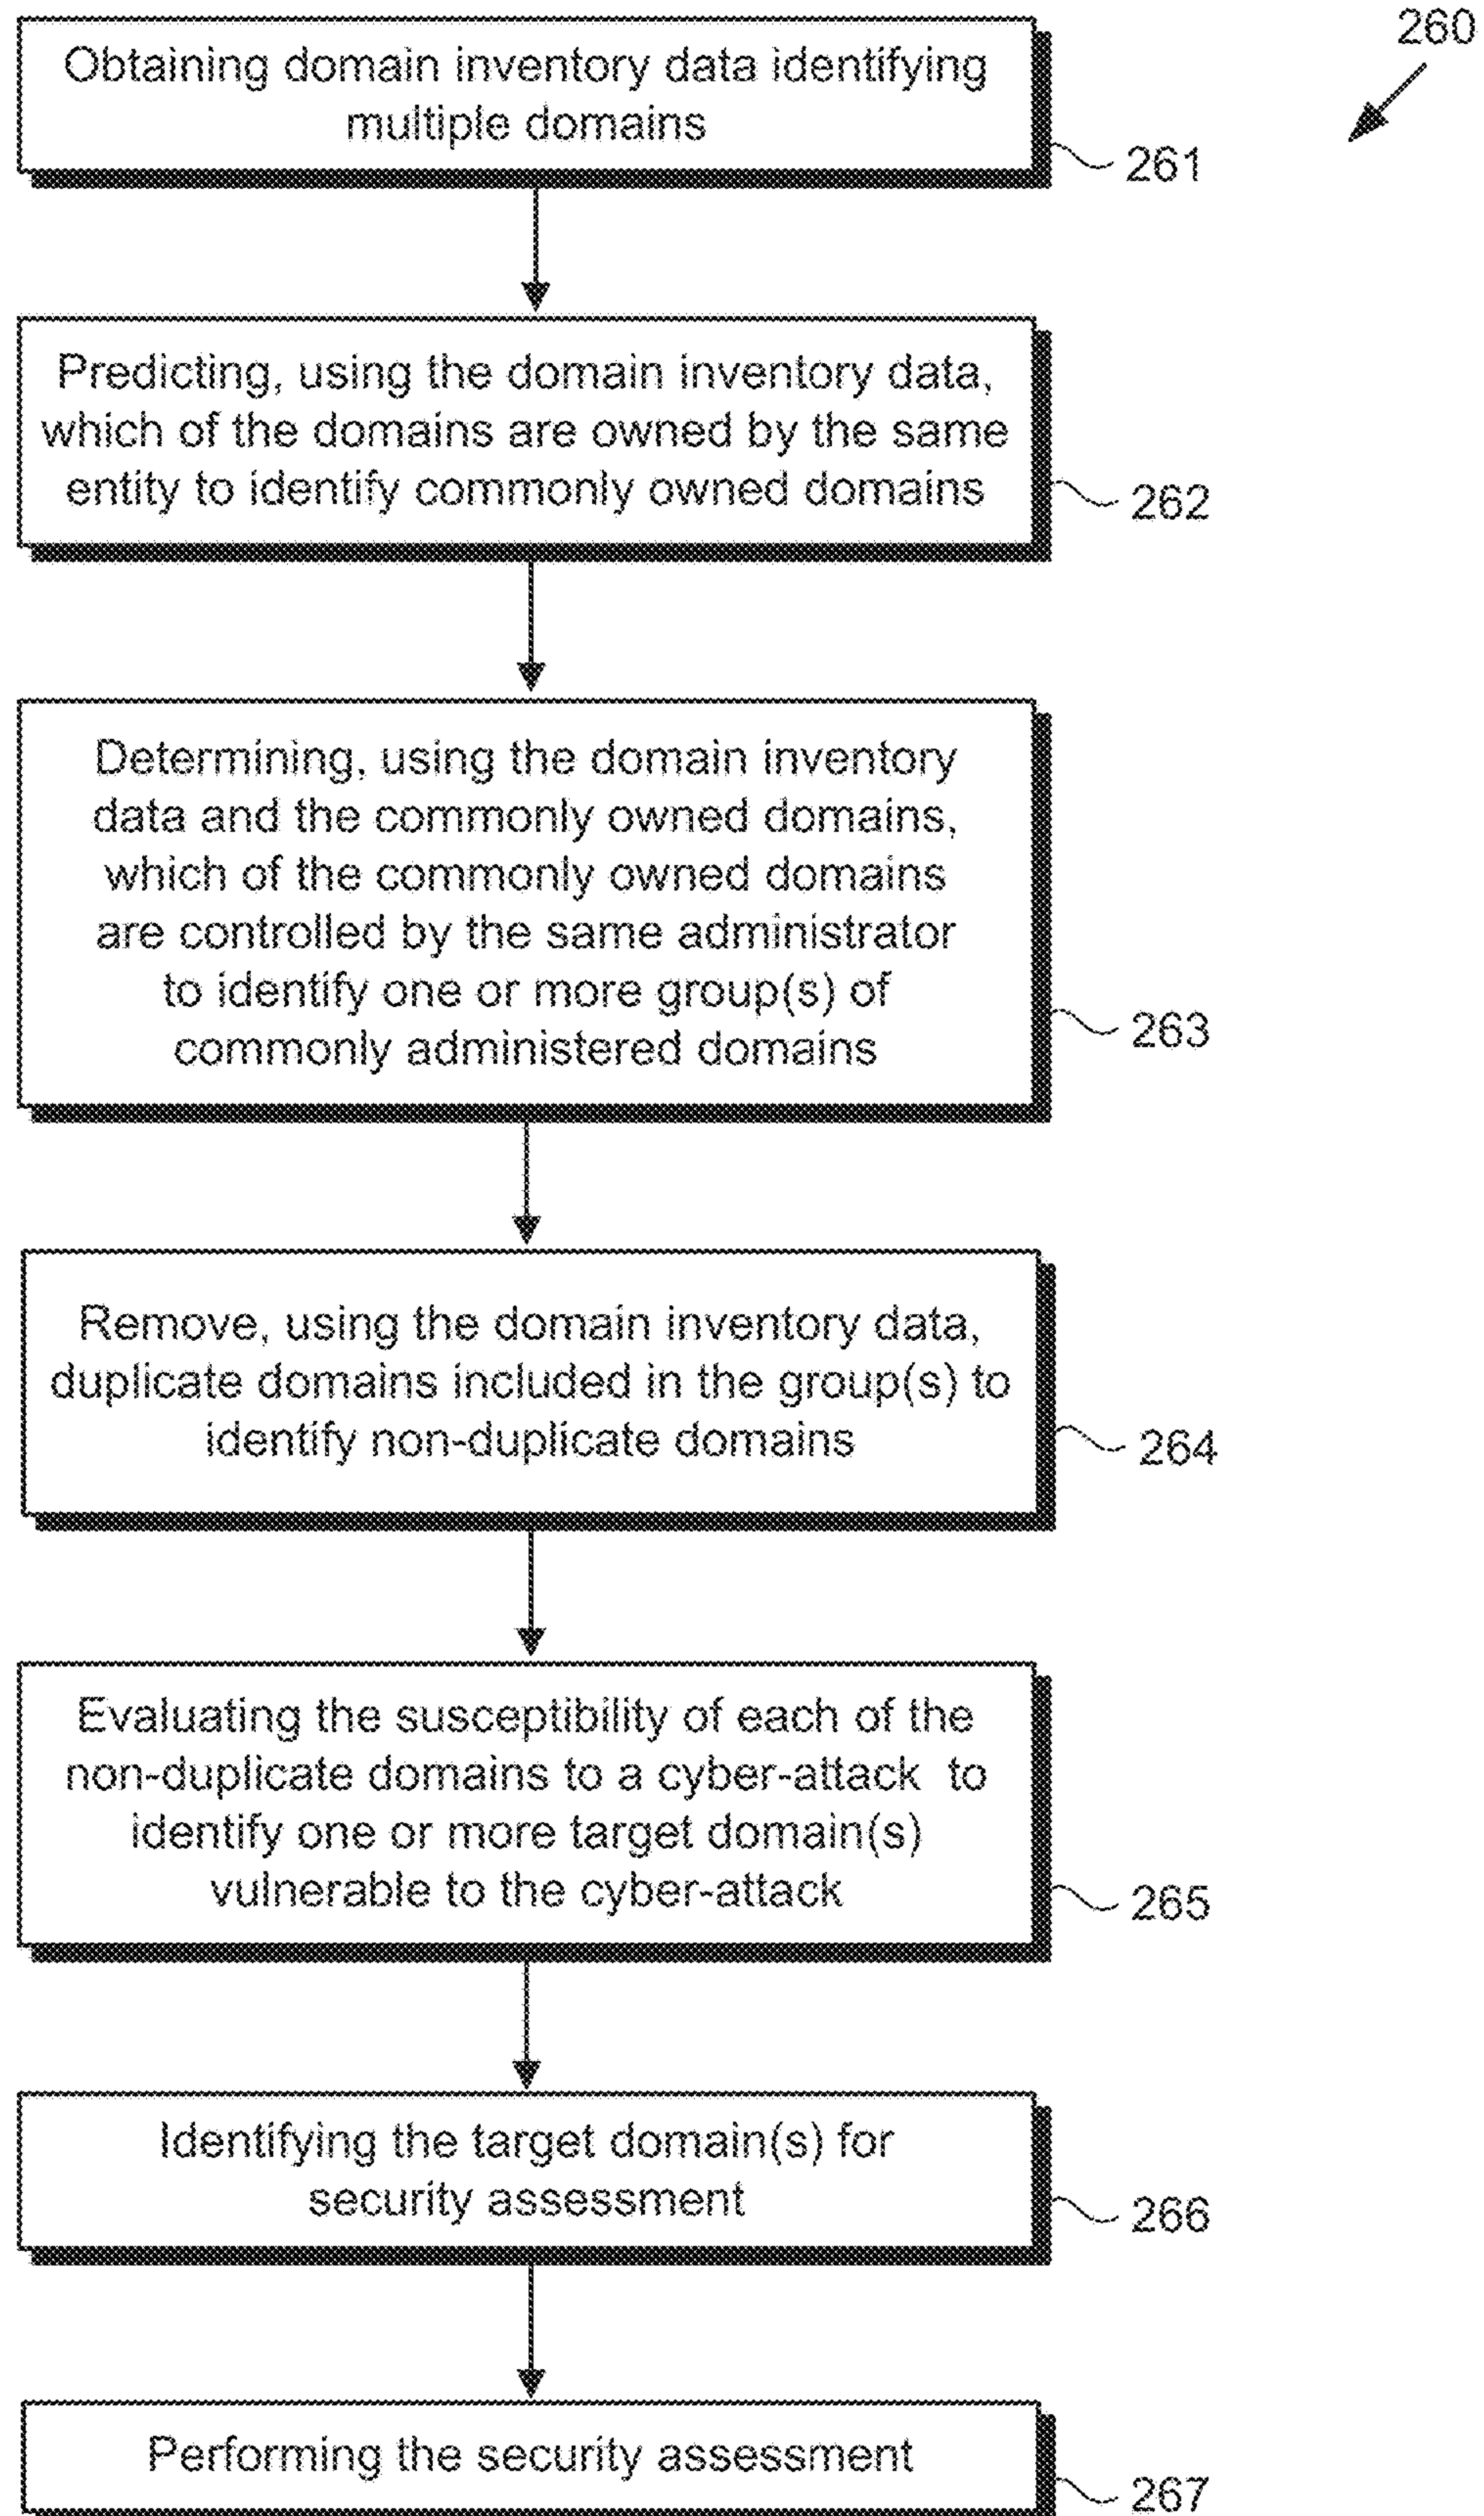 260
Obtaining domain inventory data identifying
multiple domains
261
Predicting, using the domain inventory data,
which of the domains are owned by the same
entity to identify commonly owned domains
262
Determining, using the domain inventory
data and the commonly owned domains,
which of the commonly owned domains
are controlled by the same administrator
to identify one or more group(s) of
commonly administered domains
263
Remove, using the domain inventory data,
duplicate domains included in the group(s) to
identify non-duplicate domains
264
Evaluating the susceptibility of each of the
non-duplicate domains to a cyber-attack to
identify one or more target domain(s)
vulnerable to the cyber-attack
265
Identifying the target domain(s) for
security assessment
266
Performing the security assessment
267